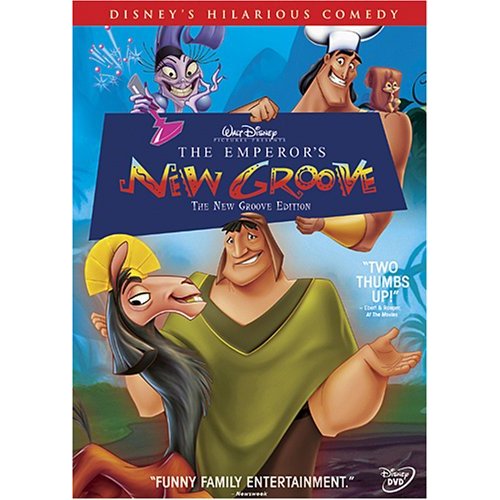 DISNEY'S HILARIOUS COMEDY
WALT DISNEY
PICTURES PRESENTS
THE EMPEROR'S
NEW GROOVE
THE NEW GROOVE EDITION
"TWO
THUMBS
UP!"
– Ebert & Roeper,
At The Movies
"FUNNY FAMILY ENTERTAINMENT."
– Newsweek
Disney
DVD